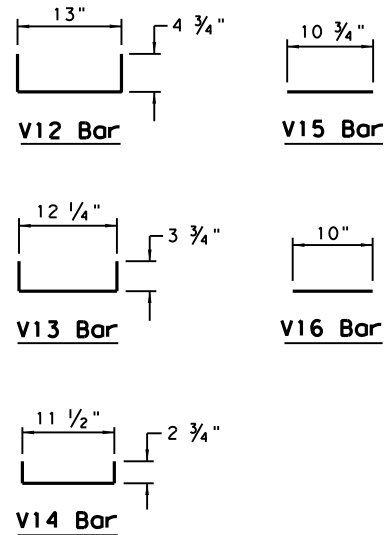 13" 4 3/4" 10 3/4"
V12 Bar V15 Bar
12 1/4" 3 3/4" 10"
V13 Bar V16 Bar
11 1/2" 2 3/4"
V14 Bar